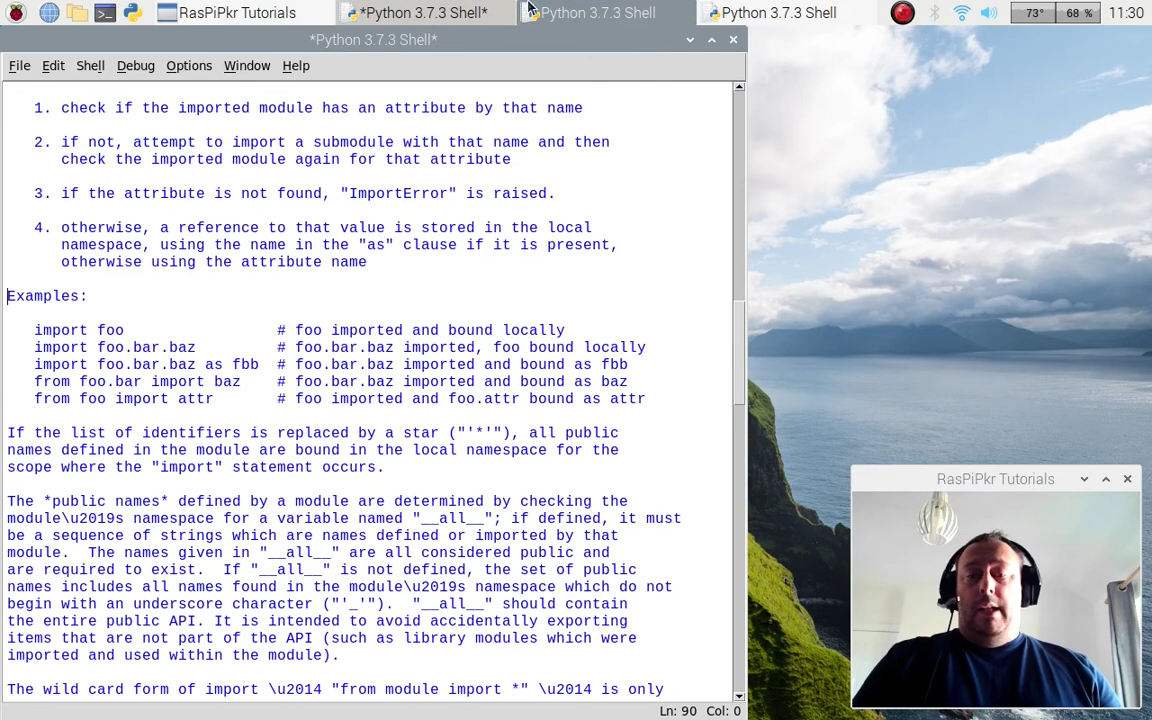 RasPiPkr Tutorials
*Python 3.7.3 Shell*
Python 3.7.3 Shell
Python 3.7.3 Shell
73°
68 %
11:30
*Python 3.7.3 Shell*
File Edit Shell Debug Options Window Help
1. check if the imported module has an attribute by that name
2. if not, attempt to import a submodule with that name and then
check the imported module again for that attribute
3. if the attribute is not found, "ImportError" is raised.
4. otherwise, a reference to that value is stored in the local
namespace, using the name in the "as" clause if it is present,
otherwise using the attribute name
Examples:
import foo # foo imported and bound locally
import foo.bar.baz # foo.bar.baz imported, foo bound locally
import foo.bar.baz as fbb # foo.bar.baz imported and bound as fbb
from foo.bar import baz # foo.bar.baz imported and bound as baz
from foo import attr # foo imported and foo.attr bound as attr
If the list of identifiers is replaced by a star ("'*'"), all public
names defined in the module are bound in the local namespace for the
scope where the "import" statement occurs.
The *public names* defined by a module are determined by checking the
module\u2019s namespace for a variable named "__all__"; if defined, it must
be a sequence of strings which are names defined or imported by that
module.  The names given in "__all__" are all considered public and
are required to exist.  If "__all__" is not defined, the set of public
names includes all names found in the module\u2019s namespace which do not
begin with an underscore character ("'_'").  "__all__" should contain
the entire public API. It is intended to avoid accidentally exporting
items that are not part of the API (such as library modules which were
imported and used within the module).
The wild card form of import \u2014 "from module import *" \u2014 is only
Ln: 90 Col: 0
RasPiPkr Tutorials